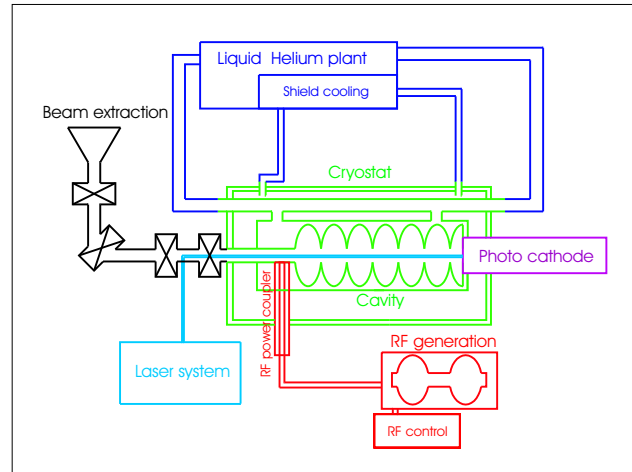 Liquid Helium plant
Shield cooling
Beam extraction
Cryostat
Photo cathode
Cavity
RF power coupler
Laser system
RF generation
RF control